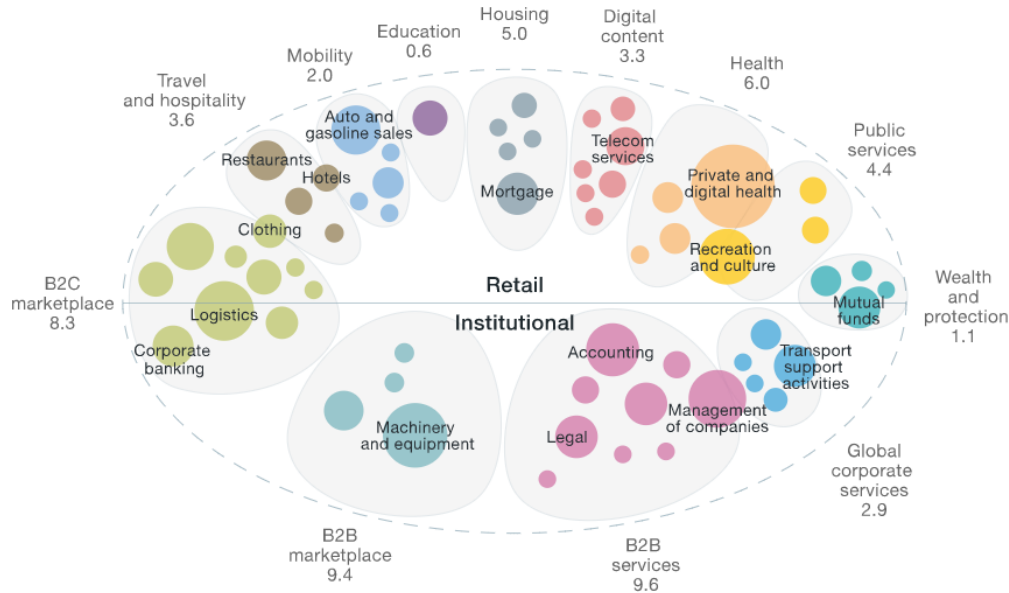 Housing
5.0
Digital
content
3.3
Education
0.6
Mobility
2.0
Health
6.0
Travel
and hospitality
3.6
Public
services
4.4
Auto and
gasoline sales
Telecom
services
Restaurants
Hotels
Mortgage
Private and
digital health
Clothing
Recreation
and culture
B2C
marketplace
8.3
Retail
Institutional
Wealth and
protection
1.1
Mutual
funds
Logistics
Corporate
banking
Accounting
Transport
support
activities
Machinery
and equipment
Legal
Management
of companies
Global
corporate
services
2.9
B2B
marketplace
9.4
B2B
services
9.6